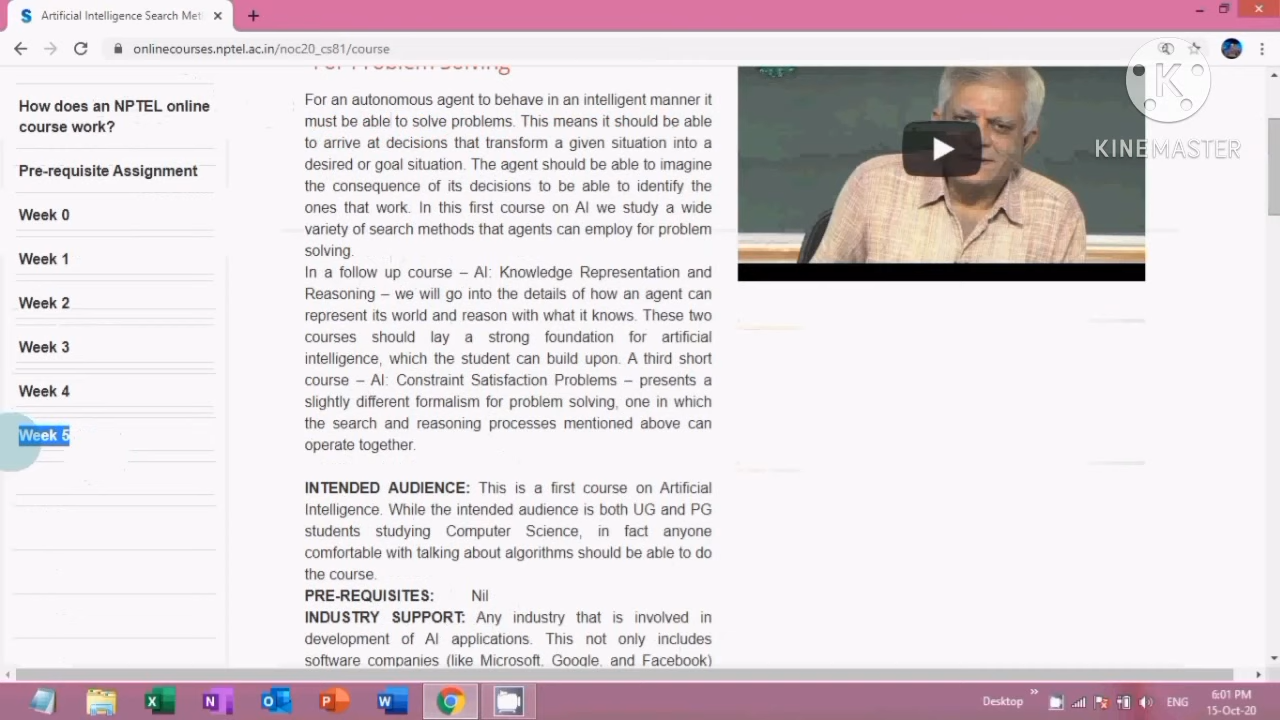 Artificial Intelligence Search Met
onlinecourses.nptel.ac.in/noc20_cs81/course
KINEMASTER
How does an NPTEL online
course work?
Pre-requisite Assignment
Week 0
Week 1
Week 2
Week 3
Week 4
Week 5
For Problem Solving
For an autonomous agent to behave in an intelligent manner it
must be able to solve problems. This means it should be able
to arrive at decisions that transform a given situation into a
desired or goal situation. The agent should be able to imagine
the consequence of its decisions to be able to identify the
ones that work. In this first course on AI we study a wide
variety of search methods that agents can employ for problem
solving.
In a follow up course – AI: Knowledge Representation and
Reasoning – we will go into the details of how an agent can
represent its world and reason with what it knows. These two
courses should lay a strong foundation for artificial
intelligence, which the student can build upon. A third short
course – AI: Constraint Satisfaction Problems – presents a
slightly different formalism for problem solving, one in which
the search and reasoning processes mentioned above can
operate together.
INTENDED AUDIENCE: This is a first course on Artificial
Intelligence. While the intended audience is both UG and PG
students studying Computer Science, in fact anyone
comfortable with talking about algorithms should be able to do
the course.
PRE-REQUISITES: Nil
INDUSTRY SUPPORT: Any industry that is involved in
development of AI applications. This not only includes
software companies (like Microsoft, Google, and Facebook)
Desktop
ENG
6:01 PM
15-Oct-20